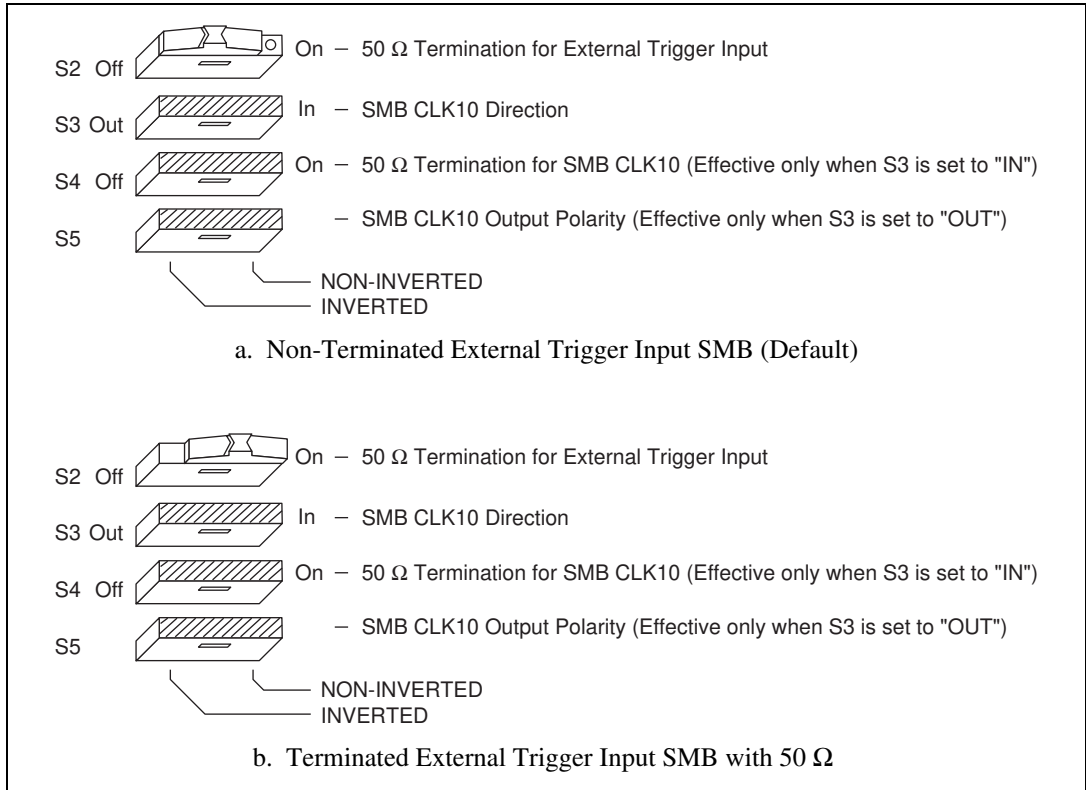 S2 Off On – 50 Ω Termination for External Trigger Input
S3 Out In – SMB CLK10 Direction
S4 Off On – 50 Ω Termination for SMB CLK10 (Effective only when S3 is set to "IN")
S5 – SMB CLK10 Output Polarity (Effective only when S3 is set to "OUT")
NON-INVERTED
INVERTED
a. Non-Terminated External Trigger Input SMB (Default)
S2 Off On – 50 Ω Termination for External Trigger Input
S3 Out In – SMB CLK10 Direction
S4 Off On – 50 Ω Termination for SMB CLK10 (Effective only when S3 is set to "IN")
S5 – SMB CLK10 Output Polarity (Effective only when S3 is set to "OUT")
NON-INVERTED
INVERTED
b. Terminated External Trigger Input SMB with 50 Ω